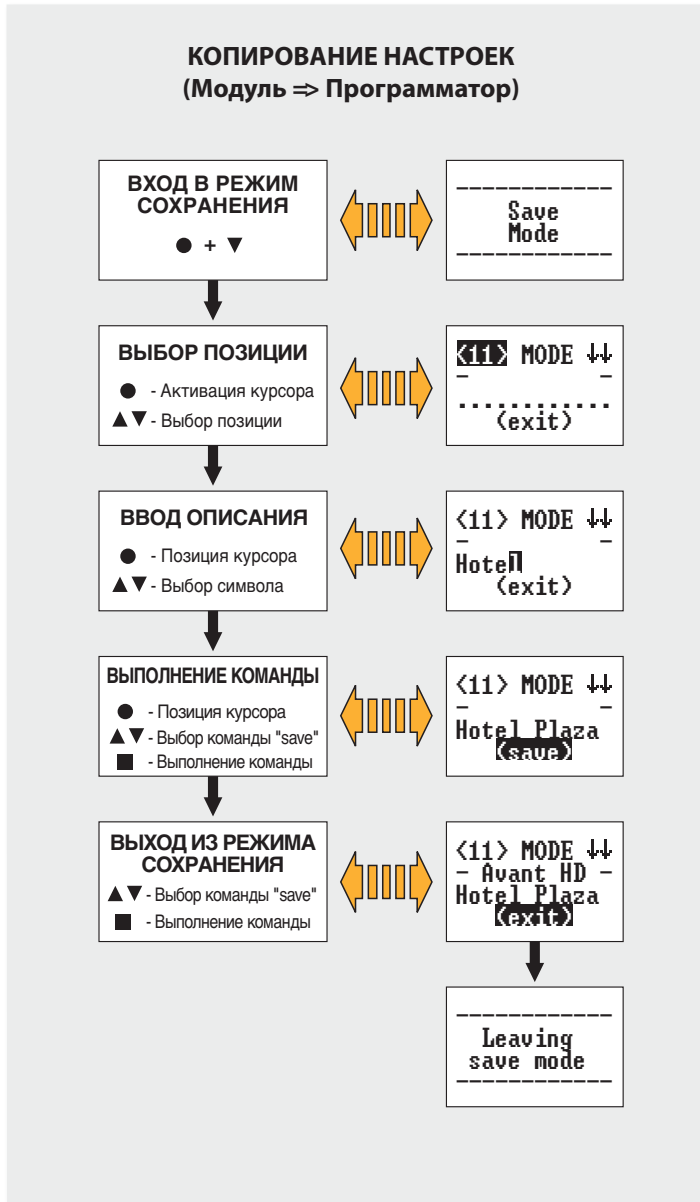 КОПИРОВАНИЕ НАСТРОЕК
(Модуль => Программатор)
ВХОД В РЕЖИМ
СОХРАНЕНИЯ
● + ▼
Save
Mode
ВЫБОР ПОЗИЦИИ
● - Активация курсора
▲▼ - Выбор позиции
<11> MODE ↓↓
- -
............
(exit)
ВВОД ОПИСАНИЯ
● - Позиция курсора
▲▼ - Выбор символа
<11> MODE ↓↓
- -
Hotel
(exit)
ВЫПОЛНЕНИЕ КОМАНДЫ
● - Позиция курсора
▲▼ - Выбор команды "save"
■ - Выполнение команды
<11> MODE ↓↓
- -
Hotel Plaza
(save)
ВЫХОД ИЗ РЕЖИМА
СОХРАНЕНИЯ
▲▼ - Выбор команды "save"
■ - Выполнение команды
<11> MODE ↓↓
- Avant HD -
Hotel Plaza
(exit)
Leaving
save mode